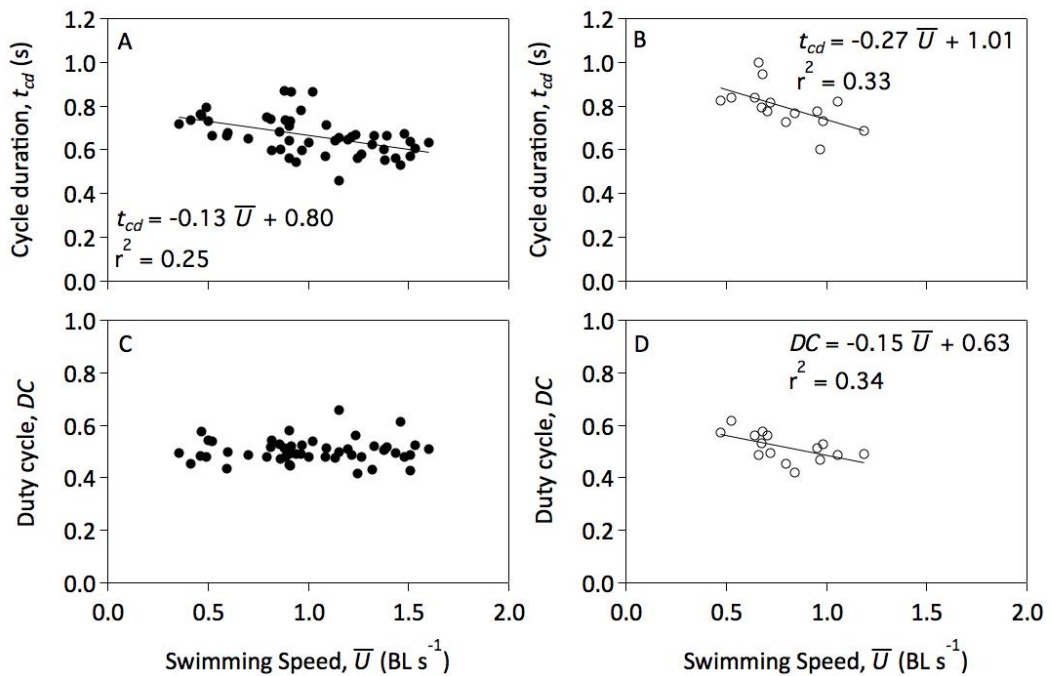 A
Cycle duration, t_cd (s)
1.2
1.0
0.8
0.6
0.4
0.2
0.0
t_cd = -0.13 U̅ + 0.80
r² = 0.25
B
Cycle duration, t_cd (s)
1.2
1.0
0.8
0.6
0.4
0.2
0.0
t_cd = -0.27 U̅ + 1.01
r² = 0.33
C
Duty cycle, DC
1.0
0.8
0.6
0.4
0.2
0.0
0.0 0.5 1.0 1.5 2.0
Swimming Speed, U̅ (BL s⁻¹)
D
Duty cycle, DC
1.0
0.8
0.6
0.4
0.2
0.0
DC = -0.15 U̅ + 0.63
r² = 0.34
0.0 0.5 1.0 1.5 2.0
Swimming Speed, U̅ (BL s⁻¹)